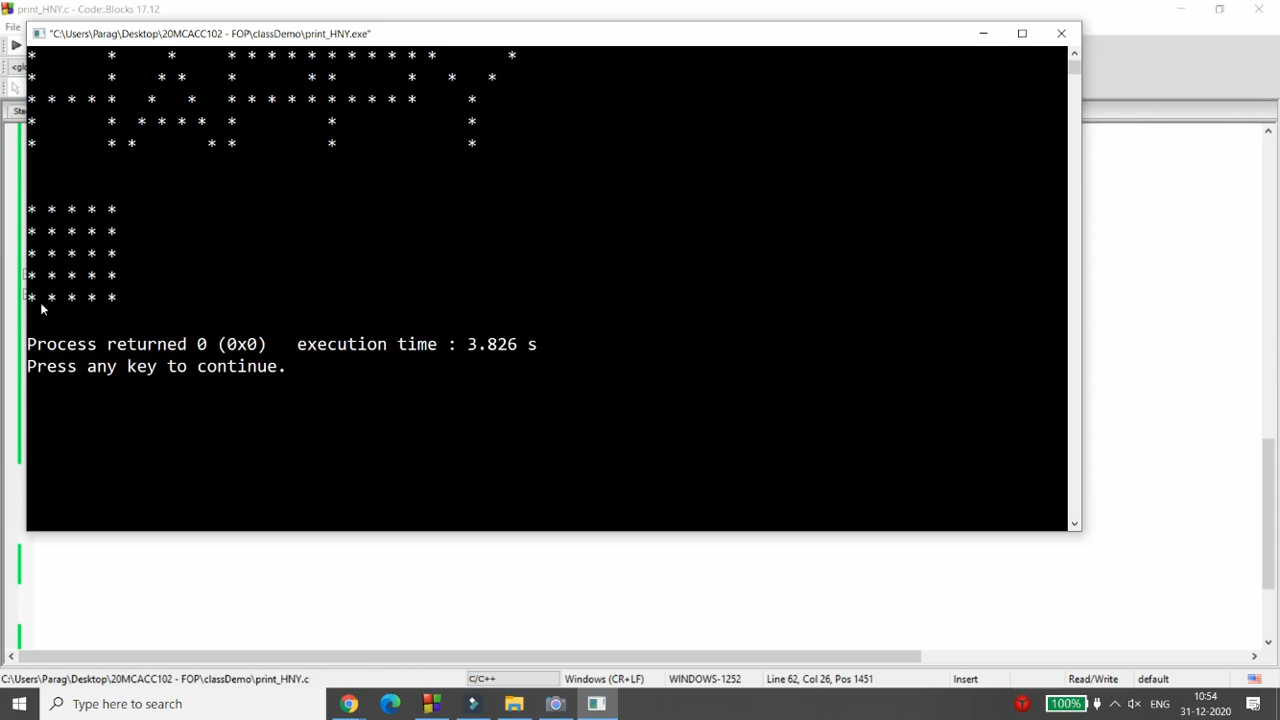 print_HNY.c - Code::Blocks 17.12
File
"C:\Users\Parag\Desktop\20MCACC102 - FOP\classDemo\print_HNY.exe"
*       *     *     * * * * * * * * * * *       *
*       *    * *    *       * *       *   *   *
* * * * *   *   *   * * * * * * * * * *     *
*       *  * * * *  *         *             *
*       * *       * *         *             *
* * * * *
* * * * *
* * * * *
* * * * *
* * * * *
Process returned 0 (0x0)   execution time : 3.826 s
Press any key to continue.
C:\Users\Parag\Desktop\20MCACC102 - FOP\classDemo\print_HNY.c C/C++ Windows (CR+LF) WINDOWS-1252 Line 62, Col 26, Pos 1451 Insert Read/Write default
Type here to search 100% ENG 10:54
31-12-2020